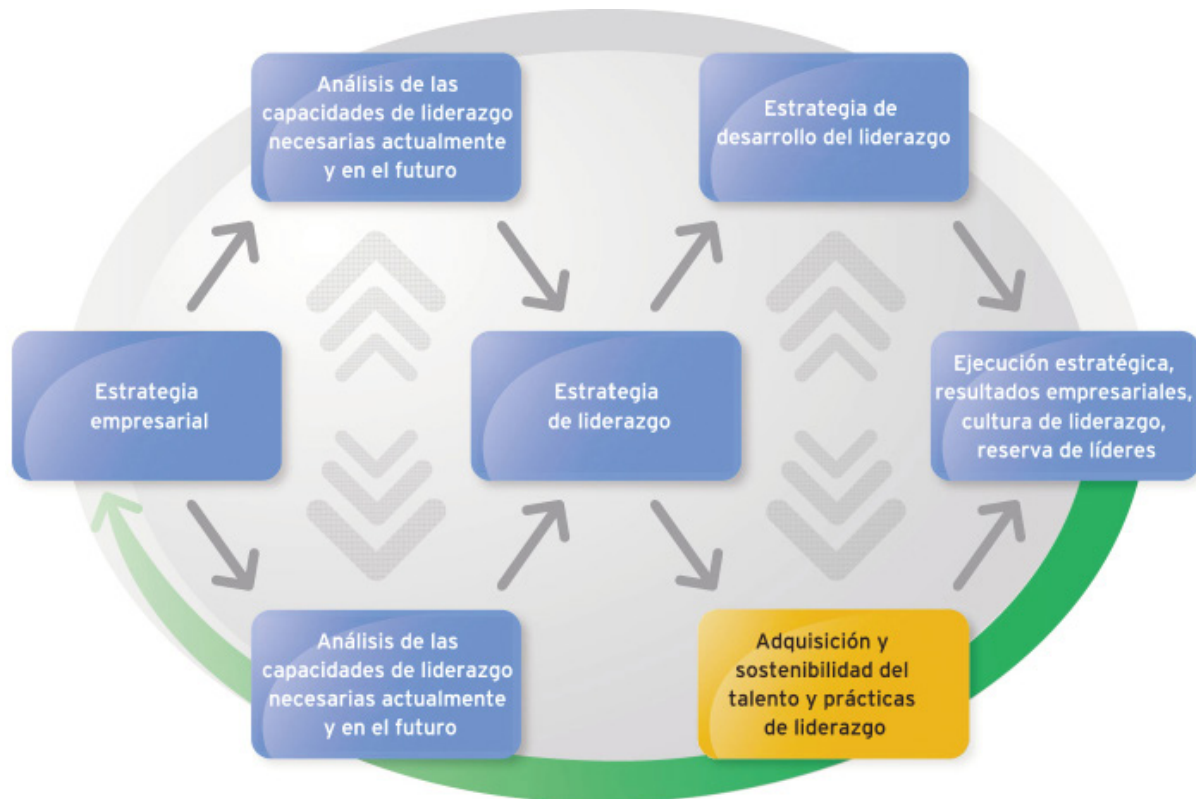 Análisis de las
capacidades de liderazgo
necesarias actualmente
y en el futuro
Estrategia de
desarrollo del liderazgo
Estrategia
empresarial
Estrategia
de liderazgo
Ejecución estratégica,
resultados empresariales,
cultura de liderazgo,
reserva de líderes
Análisis de las
capacidades de liderazgo
necesarias actualmente
y en el futuro
Adquisición y
sostenibilidad del
talento y prácticas
de liderazgo